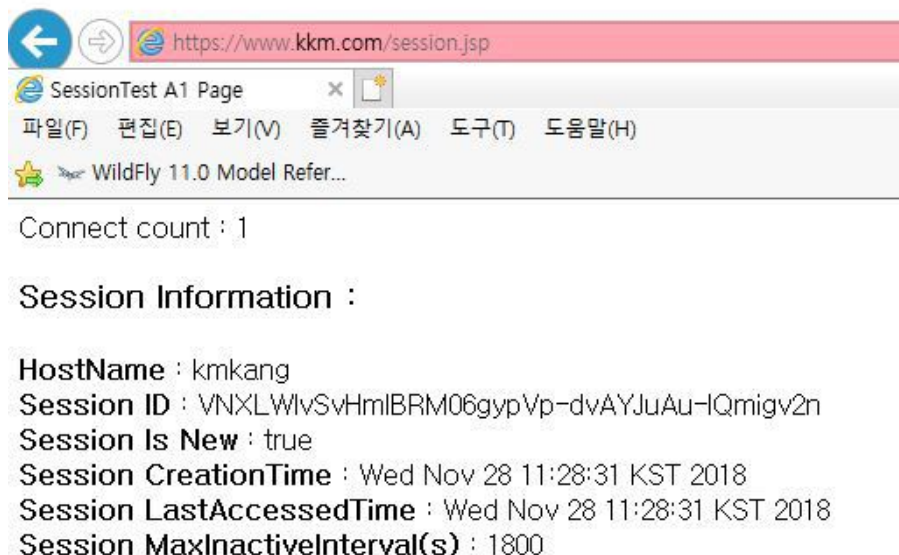 https://www.kkm.com/session.jsp
SessionTest A1 Page
파일(F) 편집(E) 보기(V) 즐겨찾기(A) 도구(T) 도움말(H)
WildFly 11.0 Model Refer...
Connect count : 1
Session Information :
HostName : kmkang
Session ID : VNXLWlvSvHmlBRM06gypVp-dvAYJuAu-lQmigv2n
Session Is New : true
Session CreationTime : Wed Nov 28 11:28:31 KST 2018
Session LastAccessedTime : Wed Nov 28 11:28:31 KST 2018
Session MaxInactiveInterval(s) : 1800